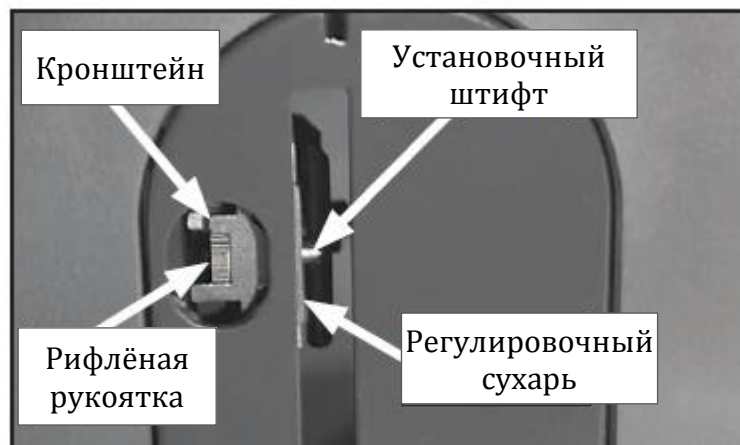 Кронштейн
Установочный
штифт
Рифлёная
рукоятка
Регулировочный
сухарь